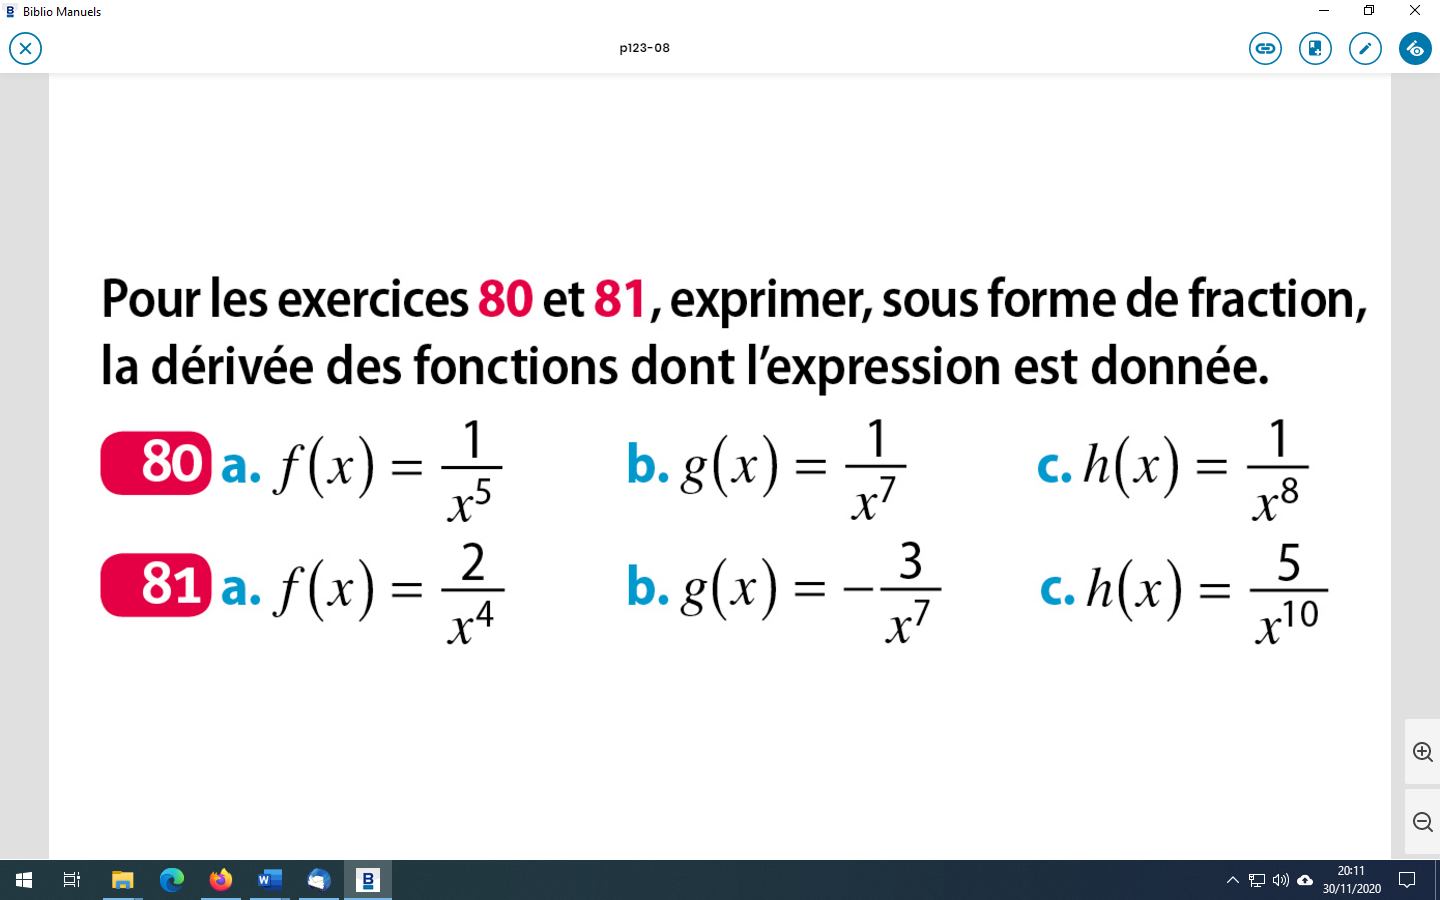 Biblio Manuels
p123-08
Pour les exercices 80 et 81, exprimer, sous forme de fraction,
la dérivée des fonctions dont l’expression est donnée.
80 a. f(x) = 1/x⁵ b. g(x) = 1/x⁷ c. h(x) = 1/x⁸
81 a. f(x) = 2/x⁴ b. g(x) = −3/x⁷ c. h(x) = 5/x¹⁰
20:11
30/11/2020